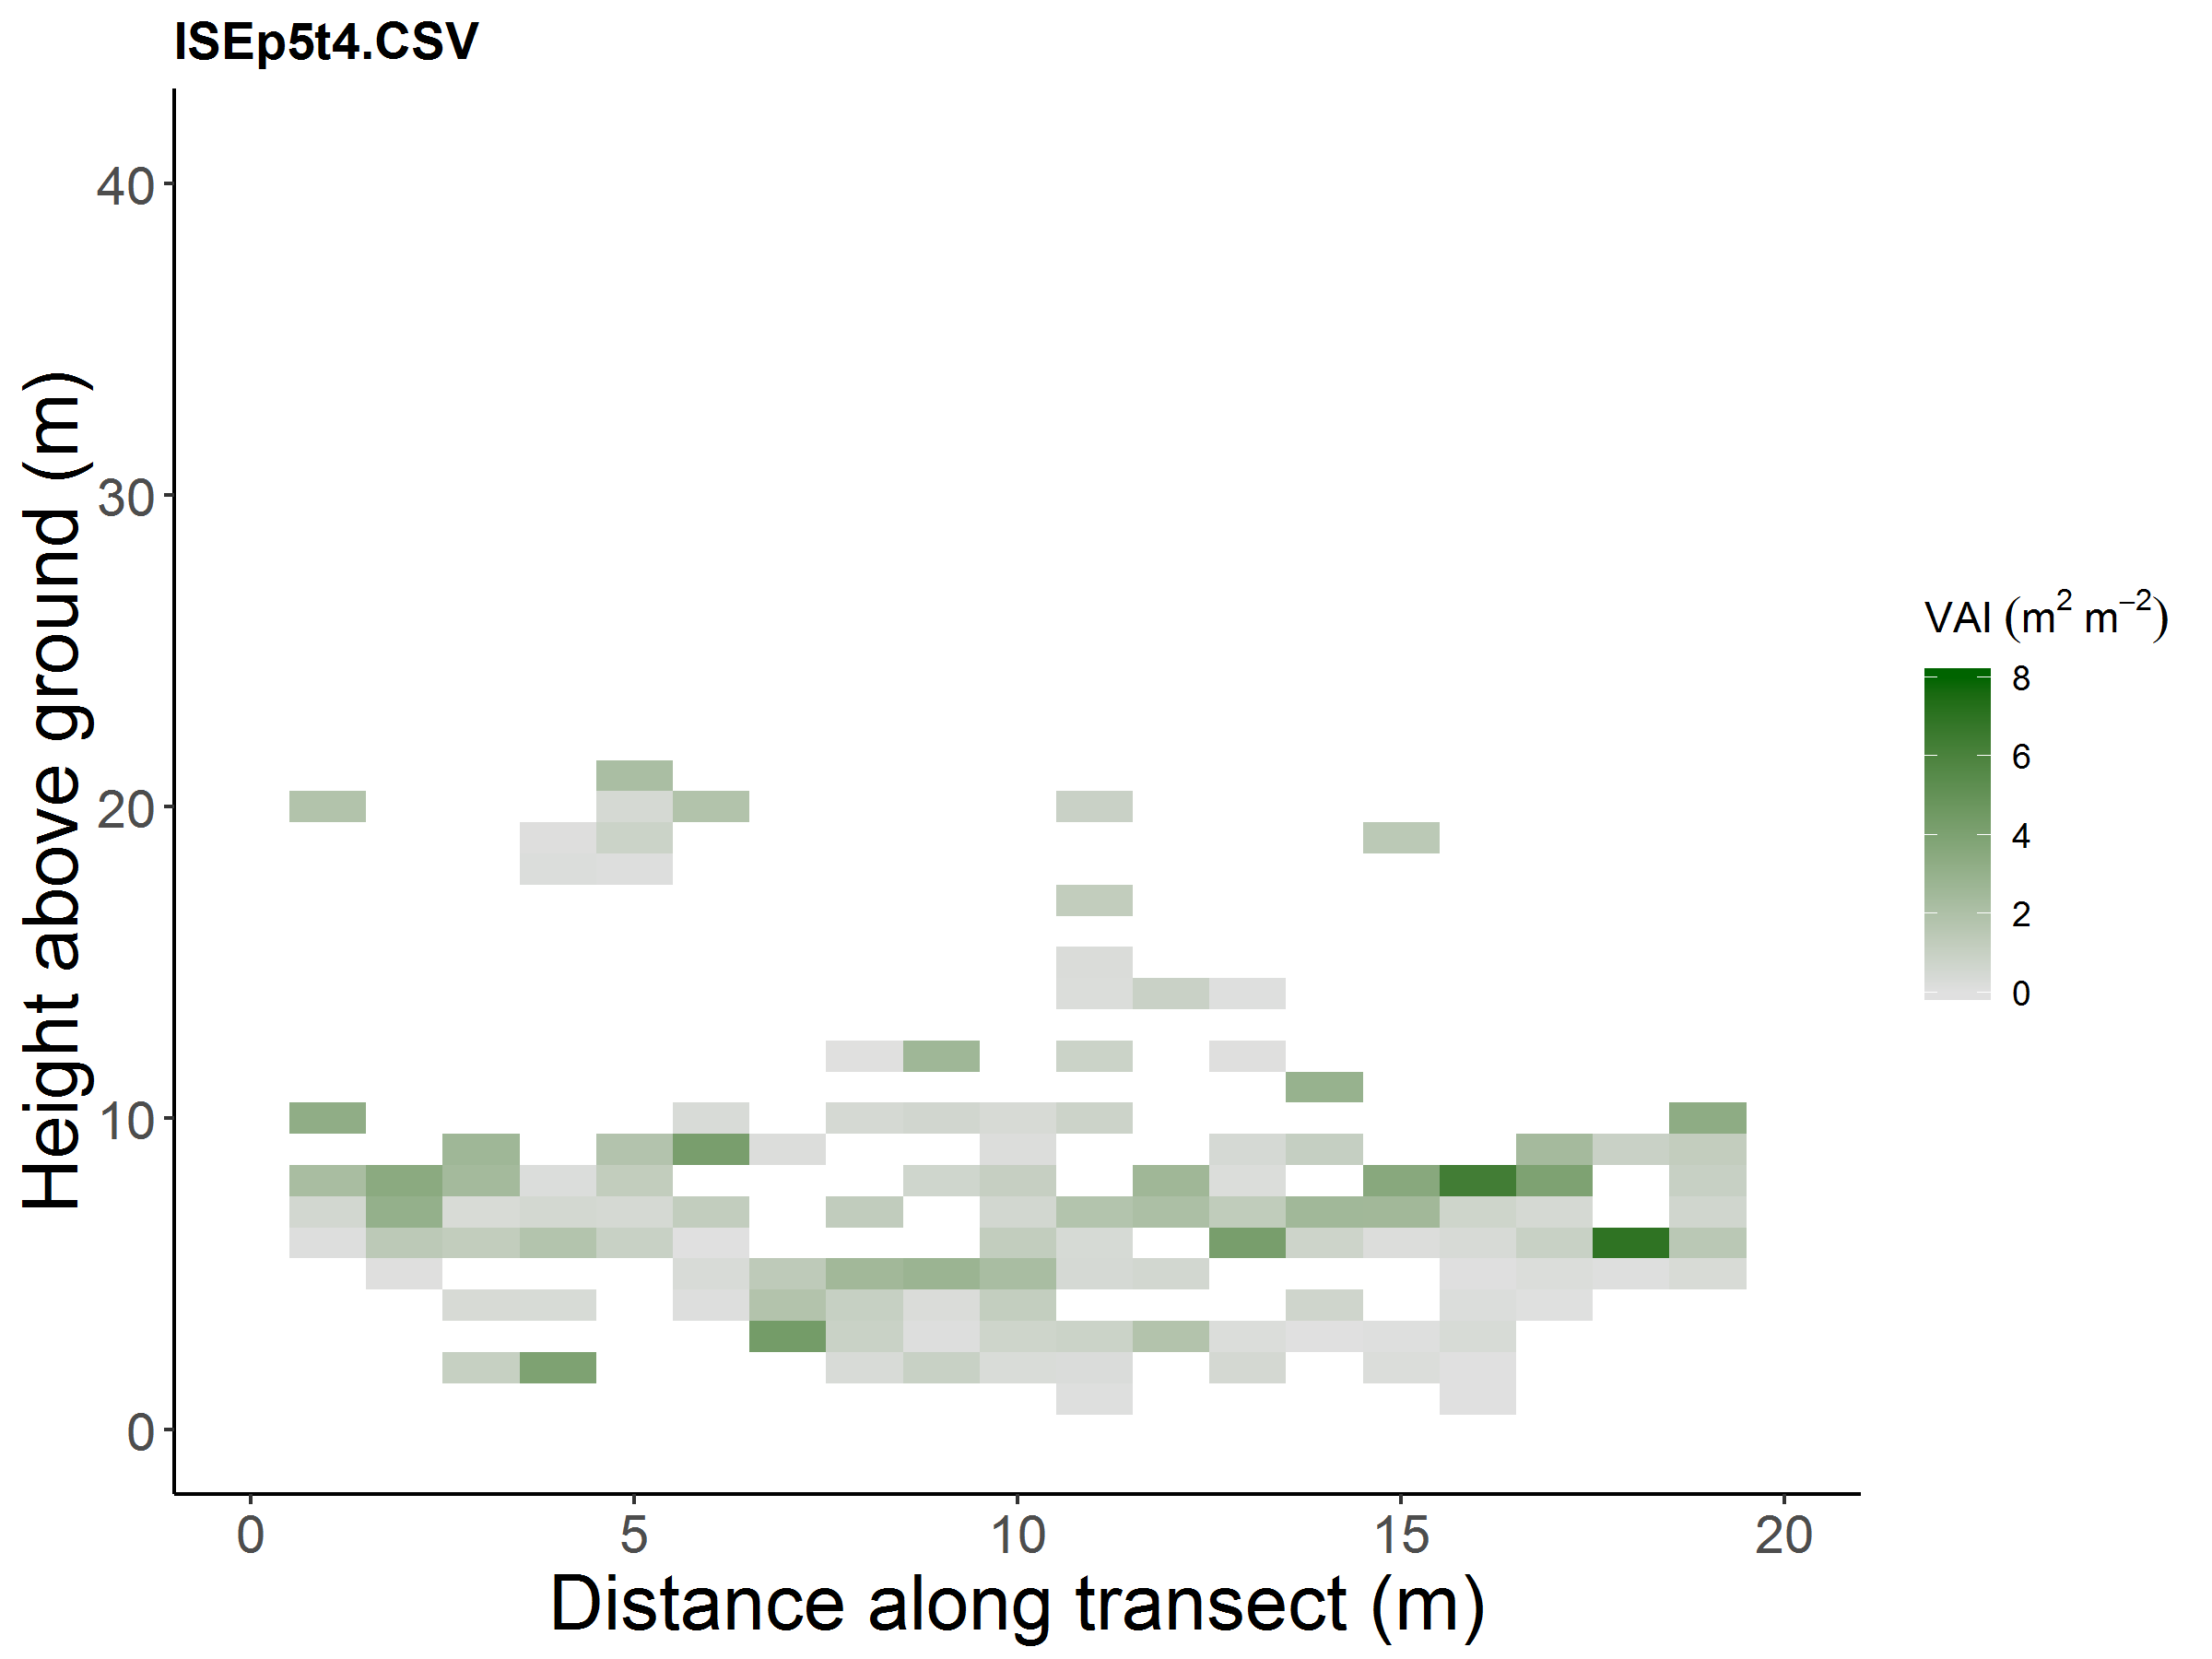 ISEp5t4.CSV
Height above ground (m)
40
30
20
10
0
0 5 10 15 20
Distance along transect (m)
VAI (m² m⁻²)
8
6
4
2
0